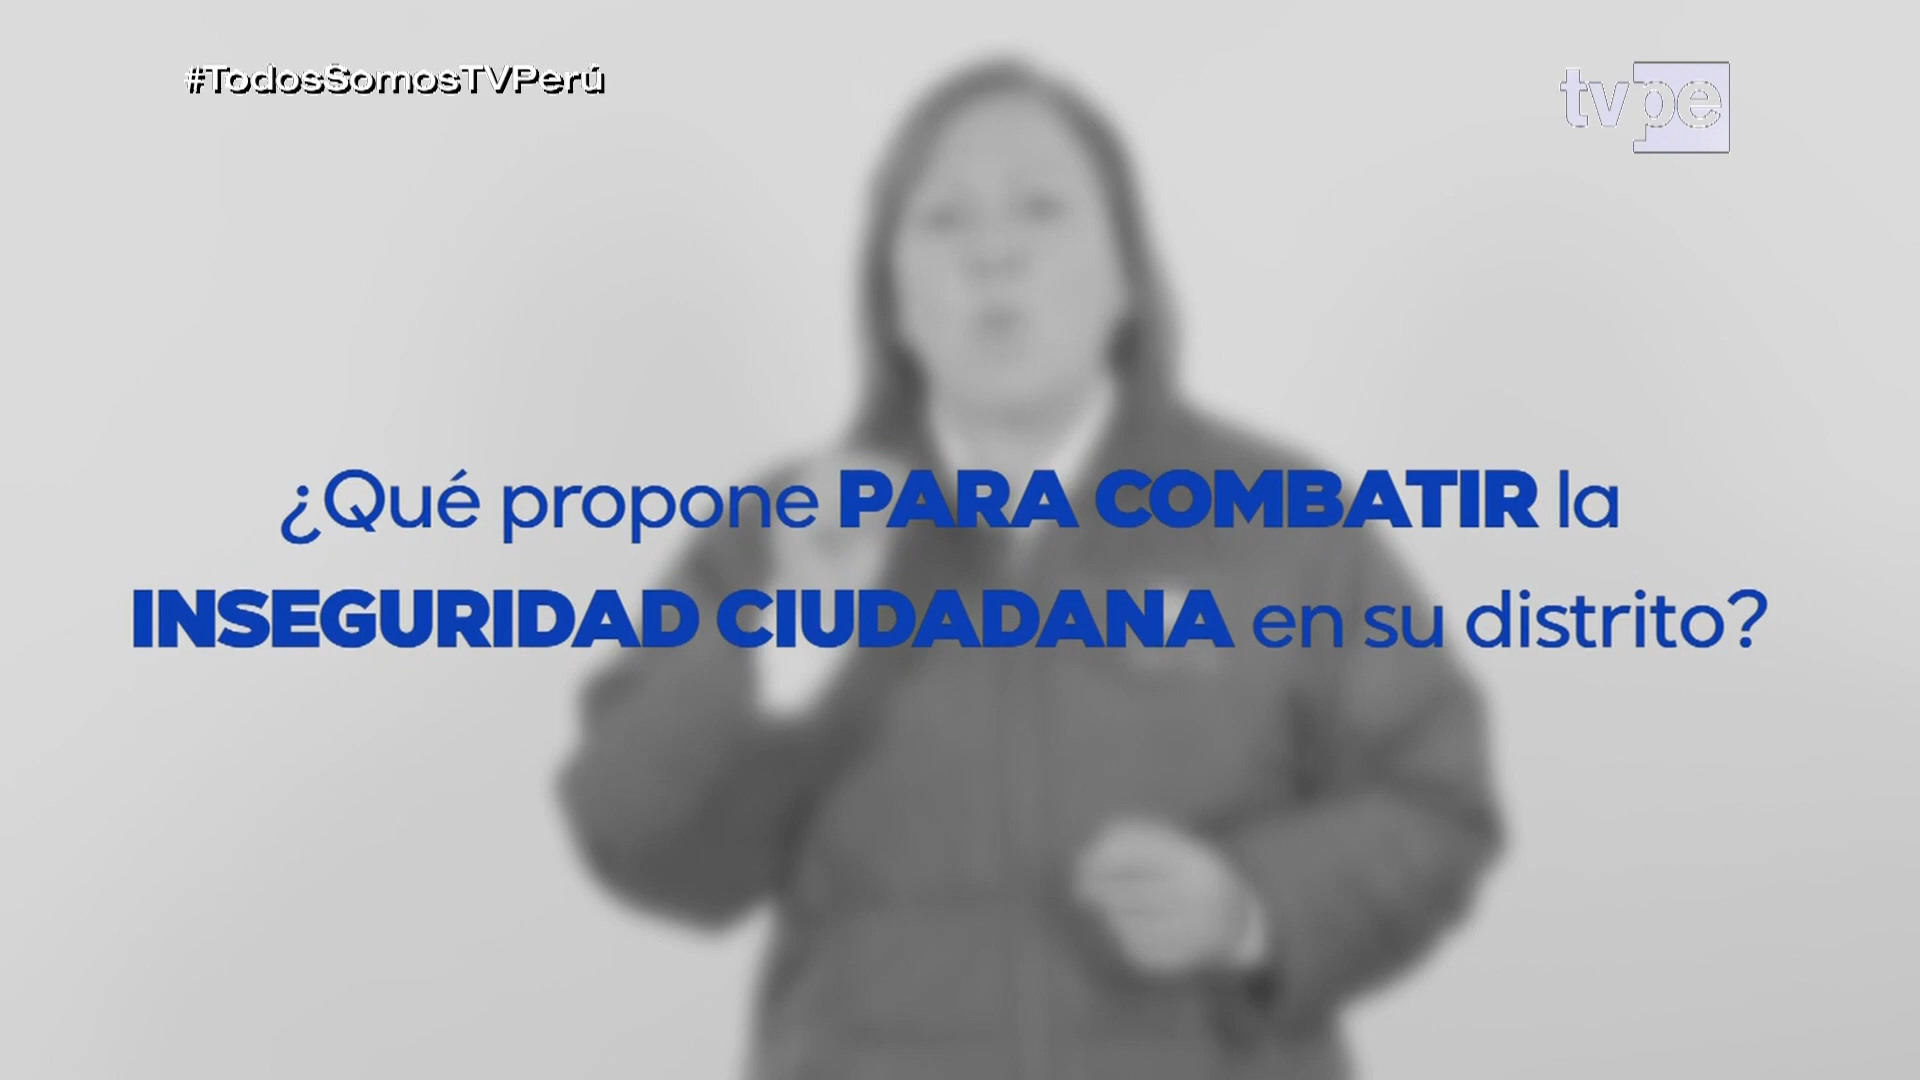 #TodosSomosTVPerú
tvpe
¿Qué propone PARA COMBATIR la
INSEGURIDAD CIUDADANA en su distrito?